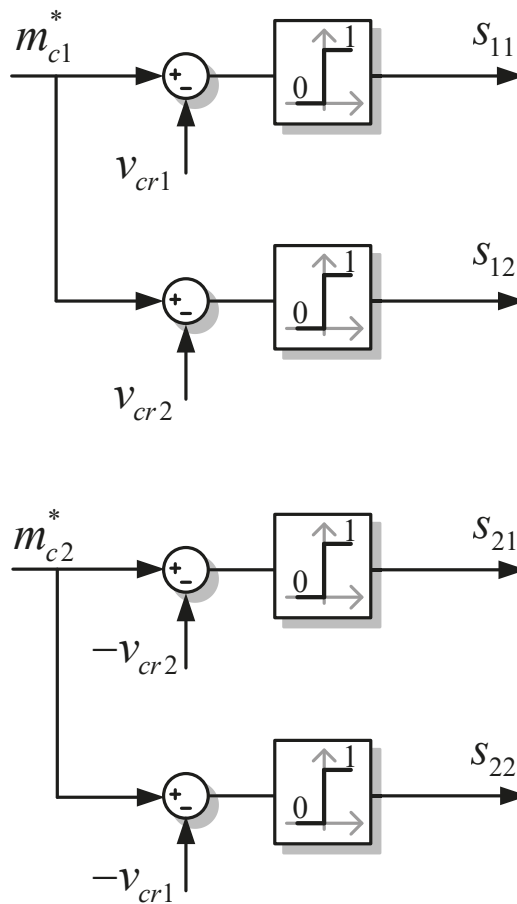 m*c1 s11
+ - 0 1
vcr1
s12
+ - 0 1
vcr2
m*c2 s21
+ - 0 1
−vcr2
s22
+ - 0 1
−vcr1